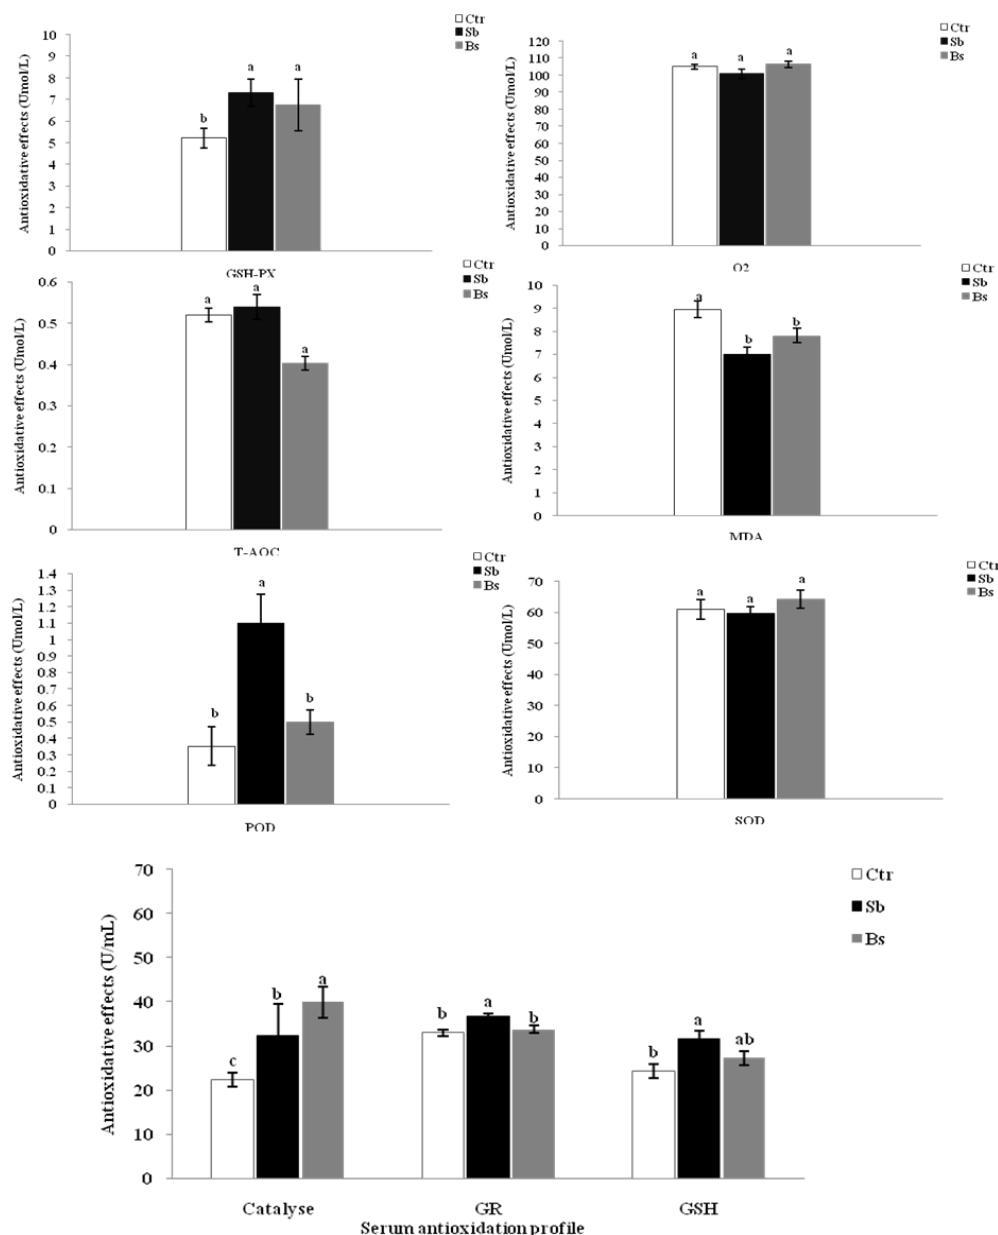 Ctr
Sb
Bs
Antioxidative effects (Umol/L)
10
9
8
7
6
5
4
3
2
1
0
b
a
a
GSH-PX
Ctr
Sb
Bs
Antioxidative effects (Umol/L)
120
110
100
90
80
70
60
50
40
30
20
10
0
a
a
a
O2
Ctr
Sb
Bs
Antioxidative effects (Umol/L)
0.6
0.5
0.4
0.3
0.2
0.1
0
a
a
a
T-AOC
Ctr
Sb
Bs
Antioxidative effects (Umol/L)
10
9
8
7
6
5
4
3
2
1
0
a
b
b
MDA
Ctr
Sb
Bs
Antioxidative effects (Umol/L)
1.4
1.3
1.2
1.1
1
0.9
0.8
0.7
0.6
0.5
0.4
0.3
0.2
0.1
0
b
a
b
POD
Ctr
Sb
Bs
Antioxidative effects (Umol/L)
70
60
50
40
30
20
10
0
a
a
a
SOD
Ctr
Sb
Bs
Antioxidative effects (U/mL)
70
60
50
40
30
20
10
0
c
b
a
b
a
b
b
a
ab
Catalyse
GR
GSH
Serum antioxidation profile